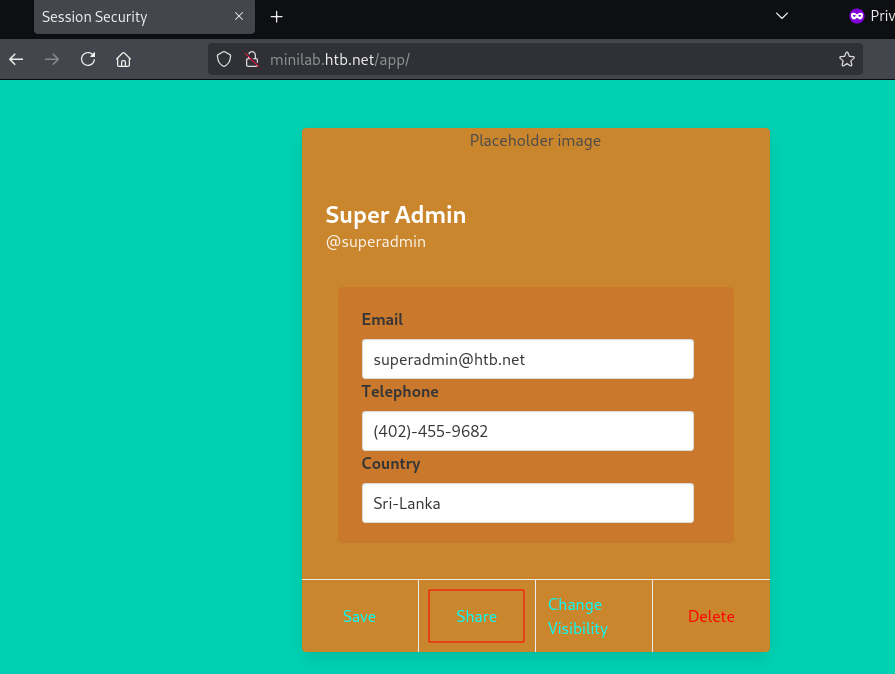 Session Security
Priv
minilab.htb.net/app/
Placeholder image
Super Admin
@superadmin
Email
superadmin@htb.net
Telephone
(402)-455-9682
Country
Sri-Lanka
Save
Share
Change
Visibility
Delete